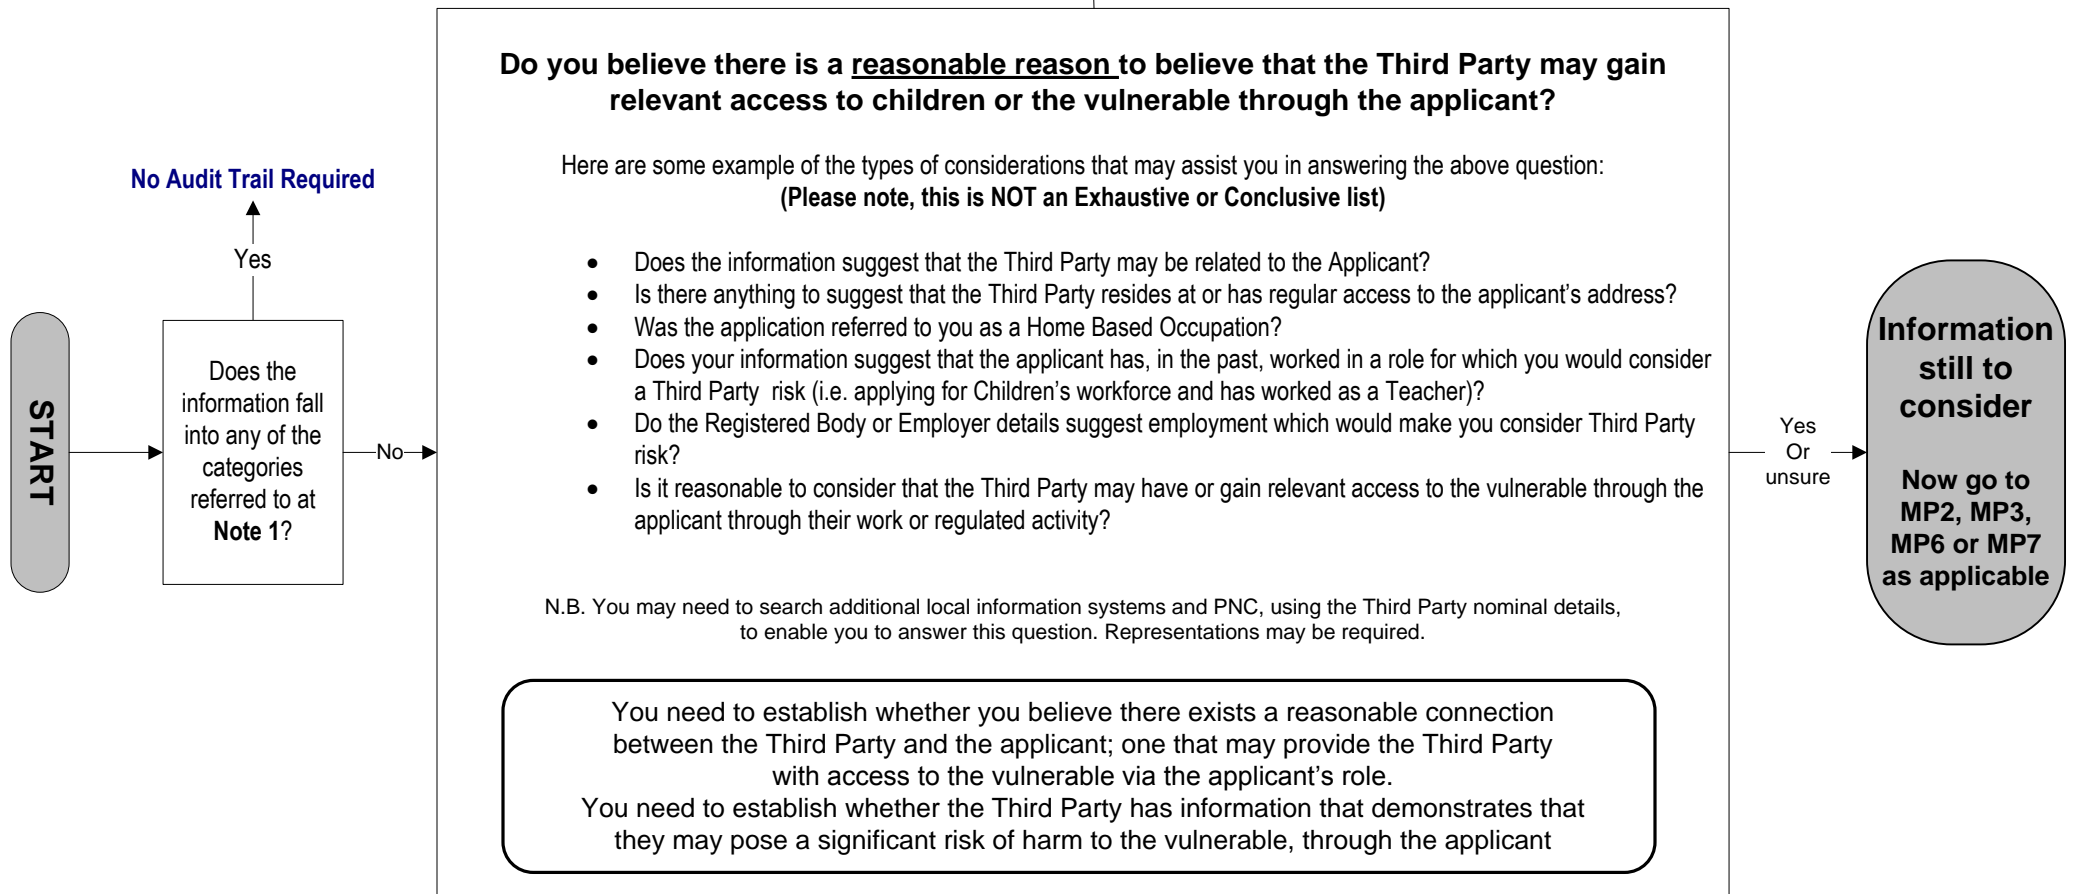 START
Does the
information fall
into any of the
categories
referred to at
Note 1?
Yes
No Audit Trail Required
No
Do you believe there is a reasonable reason to believe that the Third Party may gain
relevant access to children or the vulnerable through the applicant?
Here are some example of the types of considerations that may assist you in answering the above question:
(Please note, this is NOT an Exhaustive or Conclusive list)
• Does the information suggest that the Third Party may be related to the Applicant?
• Is there anything to suggest that the Third Party resides at or has regular access to the applicant's address?
• Was the application referred to you as a Home Based Occupation?
• Does your information suggest that the applicant has, in the past, worked in a role for which you would consider
a Third Party risk (i.e. applying for Children's workforce and has worked as a Teacher)?
• Do the Registered Body or Employer details suggest employment which would make you consider Third Party
risk?
• Is it reasonable to consider that the Third Party may have or gain relevant access to the vulnerable through the
applicant through their work or regulated activity?
N.B. You may need to search additional local information systems and PNC, using the Third Party nominal details,
to enable you to answer this question. Representations may be required.
You need to establish whether you believe there exists a reasonable connection
between the Third Party and the applicant; one that may provide the Third Party
with access to the vulnerable via the applicant's role.
You need to establish whether the Third Party has information that demonstrates that
they may pose a significant risk of harm to the vulnerable, through the applicant
Yes
Or
unsure
Information
still to
consider
Now go to
MP2, MP3,
MP6 or MP7
as applicable